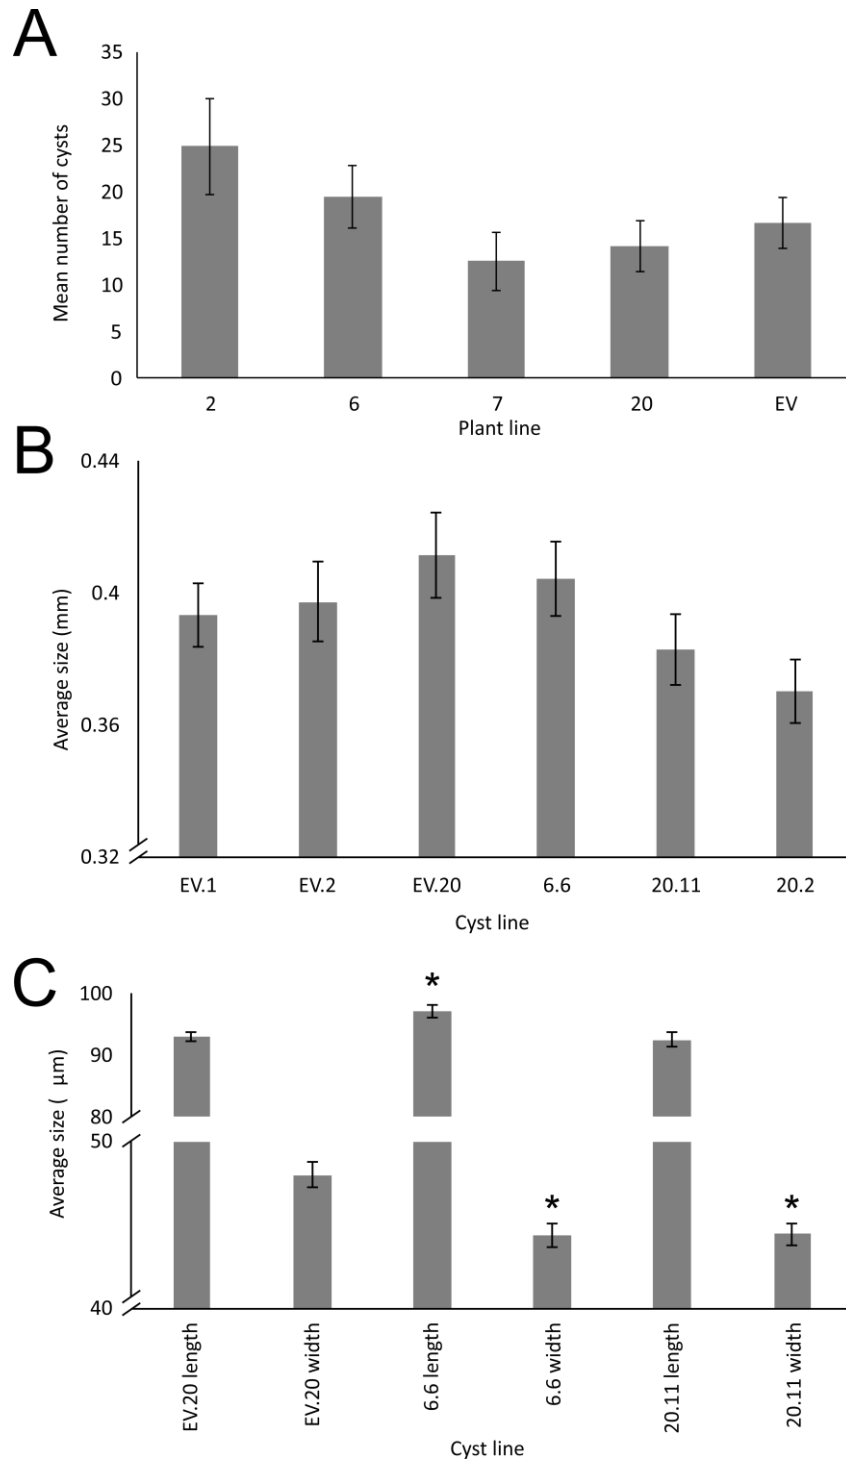 A
35
30
25
20
15
10
5
0
Mean number of cysts
2 6 7 20 EV
Plant line
B
0.44
0.4
0.36
0.32
Average size (mm)
EV.1 EV.2 EV.20 6.6 20.11 20.2
Cyst line
C
100
90
80
50
40
Average size ( µm)
*
*
*
EV.20 length
EV.20 width
6.6 length
6.6 width
20.11 length
20.11 width
Cyst line